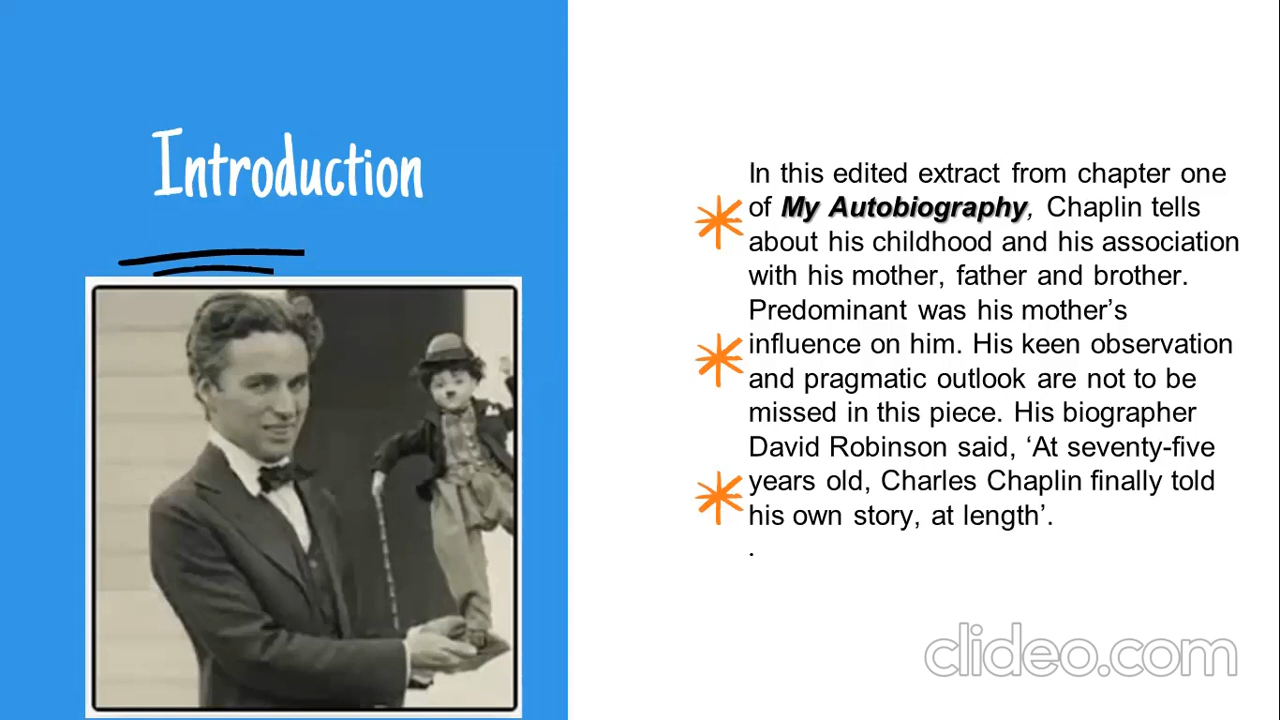 Introduction
In this edited extract from chapter one
of My Autobiography, Chaplin tells
about his childhood and his association
with his mother, father and brother.
Predominant was his mother’s
influence on him. His keen observation
and pragmatic outlook are not to be
missed in this piece. His biographer
David Robinson said, ‘At seventy-five
years old, Charles Chaplin finally told
his own story, at length’.
.
clideo.com